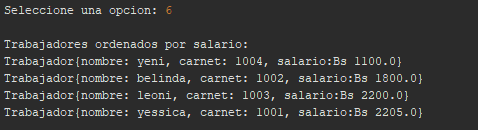 Seleccione una opcion: 6
Trabajadores ordenados por salario:
Trabajador{nombre: yeni, carnet: 1004, salario:Bs 1100.0}
Trabajador{nombre: belinda, carnet: 1002, salario:Bs 1800.0}
Trabajador{nombre: leoni, carnet: 1003, salario:Bs 2200.0}
Trabajador{nombre: yessica, carnet: 1001, salario:Bs 2205.0}